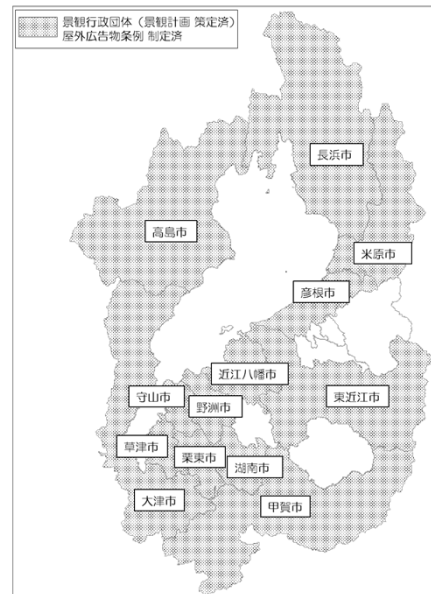 景観行政団体（景観計画 策定済）
屋外広告物条例 制定済
長浜市
高島市
米原市
彦根市
近江八幡市
東近江市
守山市
野洲市
草津市
栗東市
湖南市
大津市
甲賀市